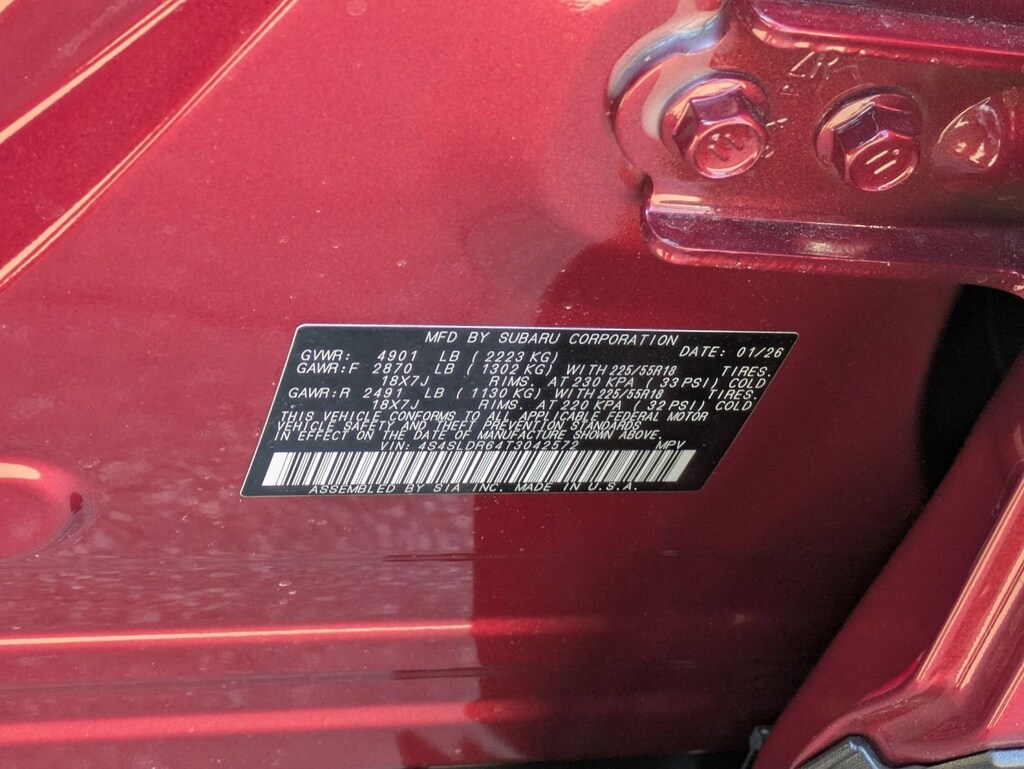 MFD BY SUBARU CORPORATION
GVWR: 4901 LB (2223 KG) DATE: 01/26
GAWR:F 2870 LB (1302 KG) WITH 225/55R18 TIRES.
18X7J RIMS. AT 230 KPA (33 PSI) COLD
GAWR:R 2491 LB (1130 KG) WITH 225/55R18 TIRES.
18X7J RIMS. AT 220 KPA (32 PSI) COLD
THIS VEHICLE CONFORMS TO ALL APPLICABLE FEDERAL MOTOR
VEHICLE SAFETY AND THEFT PREVENTION STANDARDS
IN EFFECT ON THE DATE OF MANUFACTURE SHOWN ABOVE.
VIN: 4S4SLDR64T3042572 MPV
ASSEMBLED BY SIA INC. MADE IN U.S.A.